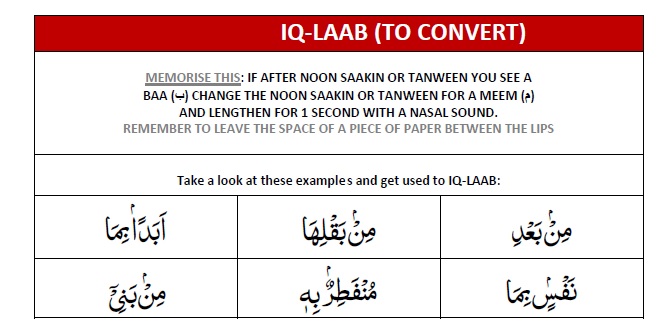 IQ-LAAB (TO CONVERT)
MEMORISE THIS: IF AFTER NOON SAAKIN OR TANWEEN YOU SEE A
BAA (ب) CHANGE THE NOON SAAKIN OR TANWEEN FOR A MEEM (م)
AND LENGTHEN FOR 1 SECOND WITH A NASAL SOUND.
REMEMBER TO LEAVE THE SPACE OF A PIECE OF PAPER BETWEEN THE LIPS
Take a look at these examples and get used to IQ-LAAB:
مِنْۢ بَعْدِ مِنْۢ بَقْلِهَا اَبَدًۢا بِمَا
نَفْسٍۭ بِمَا مُنْفَطِرٌۢ بِهٖ مِنْۢ بَنِیْۤ